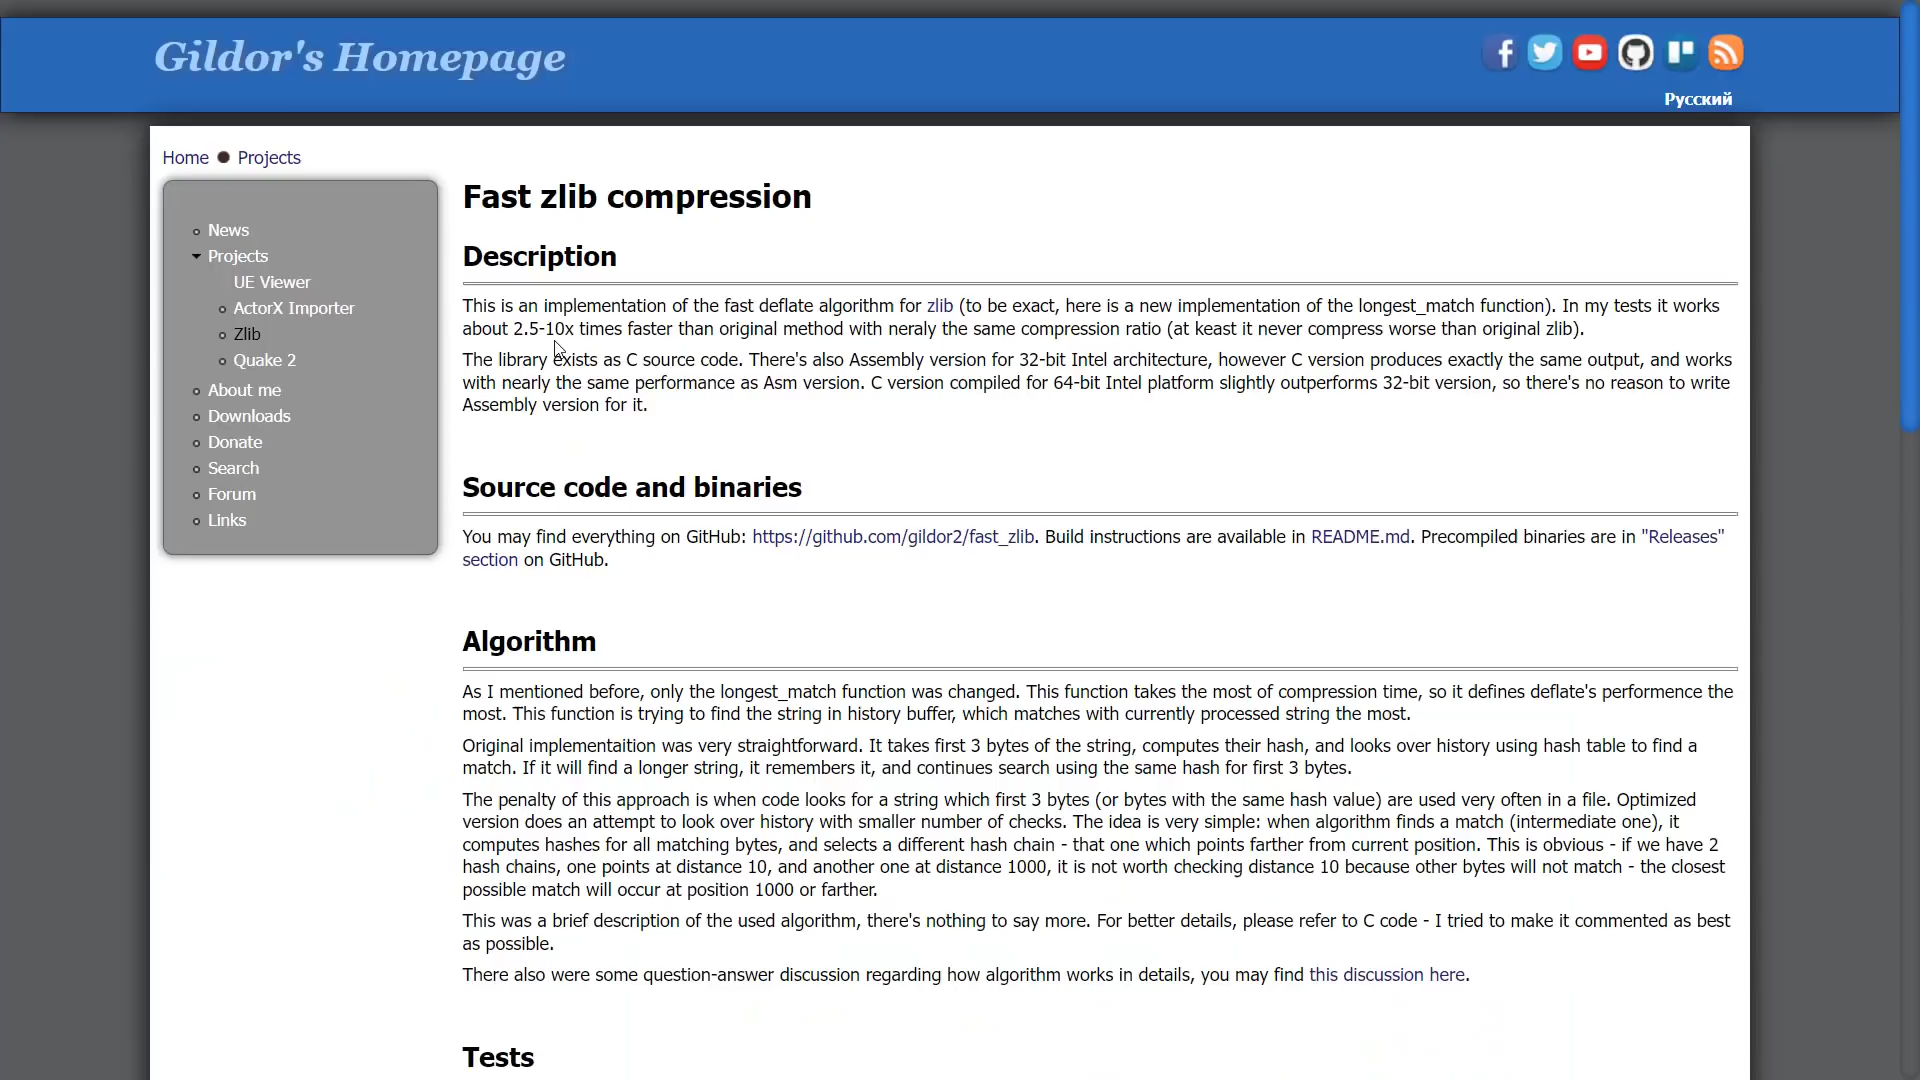 Gildor's Homepage
Русский
Home Projects
News
Projects
UE Viewer
ActorX Importer
Zlib
Quake 2
About me
Downloads
Donate
Search
Forum
Links
Fast zlib compression
Description
This is an implementation of the fast deflate algorithm for zlib (to be exact, here is a new implementation of the longest_match function). In my tests it works
about 2.5-10x times faster than original method with neraly the same compression ratio (at keast it never compress worse than original zlib).
The library exists as C source code. There's also Assembly version for 32-bit Intel architecture, however C version produces exactly the same output, and works
with nearly the same performance as Asm version. C version compiled for 64-bit Intel platform slightly outperforms 32-bit version, so there's no reason to write
Assembly version for it.
Source code and binaries
You may find everything on GitHub: https://github.com/gildor2/fast_zlib. Build instructions are available in README.md. Precompiled binaries are in "Releases"
section on GitHub.
Algorithm
As I mentioned before, only the longest_match function was changed. This function takes the most of compression time, so it defines deflate's performence the
most. This function is trying to find the string in history buffer, which matches with currently processed string the most.
Original implementaition was very straightforward. It takes first 3 bytes of the string, computes their hash, and looks over history using hash table to find a
match. If it will find a longer string, it remembers it, and continues search using the same hash for first 3 bytes.
The penalty of this approach is when code looks for a string which first 3 bytes (or bytes with the same hash value) are used very often in a file. Optimized
version does an attempt to look over history with smaller number of checks. The idea is very simple: when algorithm finds a match (intermediate one), it
computes hashes for all matching bytes, and selects a different hash chain - that one which points farther from current position. This is obvious - if we have 2
hash chains, one points at distance 10, and another one at distance 1000, it is not worth checking distance 10 because other bytes will not match - the closest
possible match will occur at position 1000 or farther.
This was a brief description of the used algorithm, there's nothing to say more. For better details, please refer to C code - I tried to make it commented as best
as possible.
There also were some question-answer discussion regarding how algorithm works in details, you may find this discussion here.
Tests